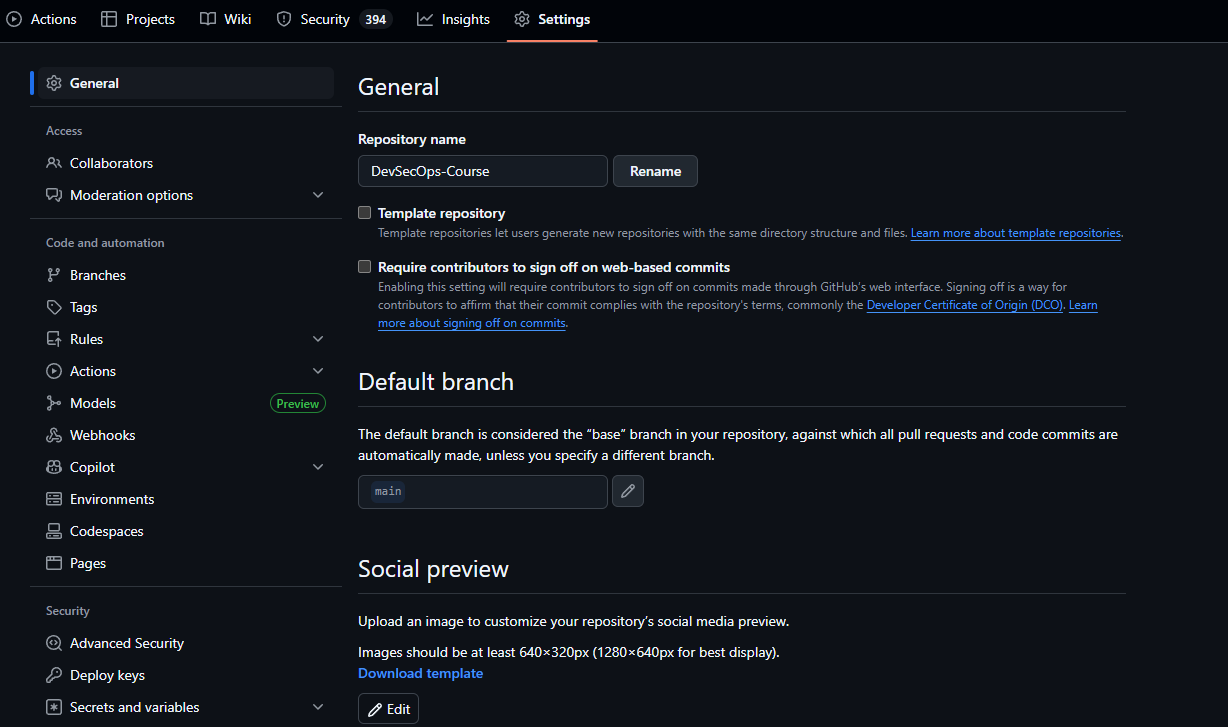 Actions Projects Wiki Security 394 Insights Settings
General
Access
Collaborators
Moderation options
Code and automation
Branches
Tags
Rules
Actions
Models Preview
Webhooks
Copilot
Environments
Codespaces
Pages
Security
Advanced Security
Deploy keys
Secrets and variables
General
Repository name
DevSecOps-Course Rename
Template repository
Template repositories let users generate new repositories with the same directory structure and files. Learn more about template repositories.
Require contributors to sign off on web-based commits
Enabling this setting will require contributors to sign off on commits made through GitHub's web interface. Signing off is a way for
contributors to affirm that their commit complies with the repository's terms, commonly the Developer Certificate of Origin (DCO). Learn
more about signing off on commits.
Default branch
The default branch is considered the “base” branch in your repository, against which all pull requests and code commits are
automatically made, unless you specify a different branch.
main
Social preview
Upload an image to customize your repository's social media preview.
Images should be at least 640×320px (1280×640px for best display).
Download template
Edit